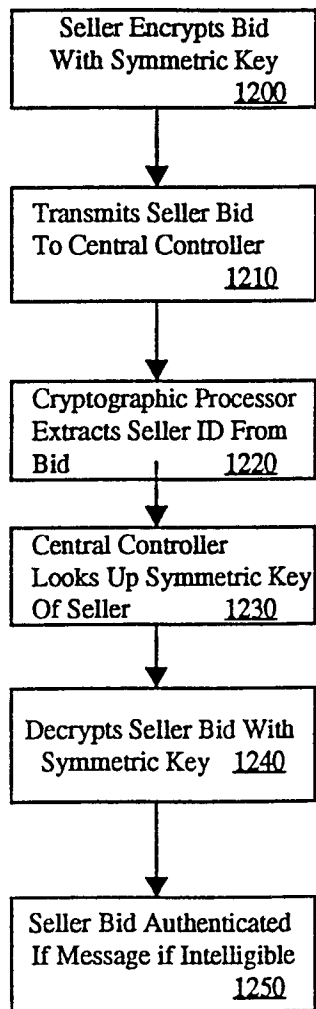 Seller Encrypts Bid
With Symmetric Key
1200
Transmits Seller Bid
To Central Controller
1210
Cryptographic Processor
Extracts Seller ID From
Bid 1220
Central Controller
Looks Up Symmetric Key
Of Seller 1230
Decrypts Seller Bid With
Symmetric Key 1240
Seller Bid Authenticated
If Message if Intelligible
1250